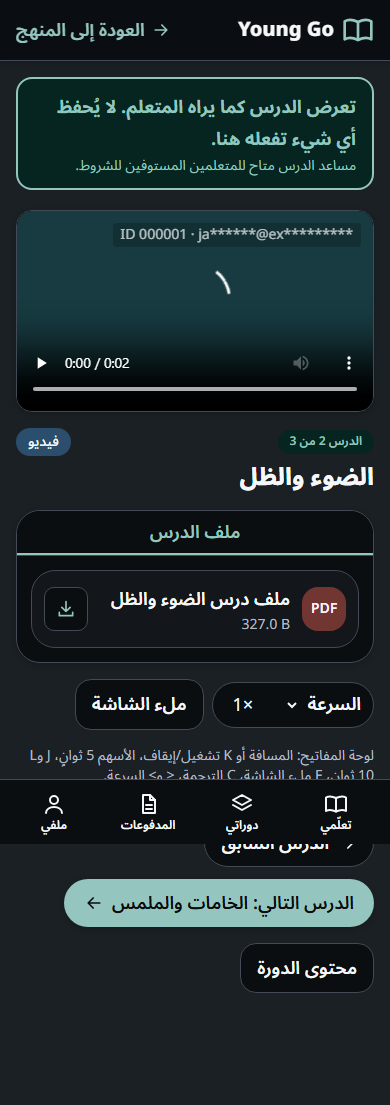 Young Go
العودة إلى المنهج
تعرض الدرس كما يراه المتعلم. لا يُحفظ
أي شيء تفعله هنا.
مساعد الدرس متاح للمتعلمين المستوفين للشروط.
ID 000001 · ja******@ex*********
0:00 / 0:02
الدرس 2 من 3
فيديو
الضوء والظل
ملف الدرس
PDF
ملف درس الضوء والظل
327.0 B
السرعة
1×
ملء الشاشة
لوحة المفاتيح: المسافة أو K تشغيل/إيقاف، الأسهم 5 ثوانٍ، J وL
10 ثوانٍ، F ملء الشاشة، C الترجمة، < و> السرعة.
تعلّمي
دوراتي
المدفوعات
ملفي
الدرس السابق
الدرس التالي: الخامات والملمس
محتوى الدورة